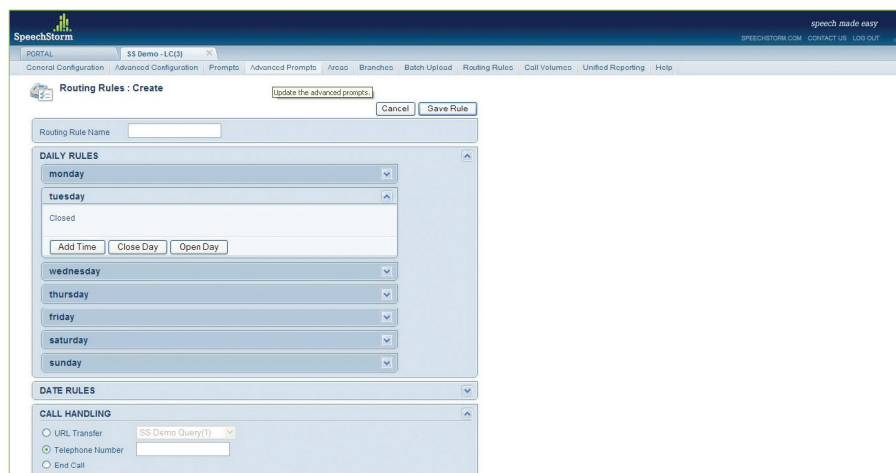 SpeechStorm
speech made easy
SPEECHSTORM.COM CONTACT US LOG OUT
PORTAL SS Demo - LC(3)
General Configuration Advanced Configuration Prompts Advanced Prompts Areas Branches Batch Upload Routing Rules Call Volumes Unified Reporting Help
Routing Rules : Create
Update the advanced prompts.
Cancel Save Rule
Routing Rule Name
DAILY RULES
monday
tuesday
Closed
Add Time Close Day Open Day
wednesday
thursday
friday
saturday
sunday
DATE RULES
CALL HANDLING
URL Transfer SS Demo Query(1)
Telephone Number
End Call